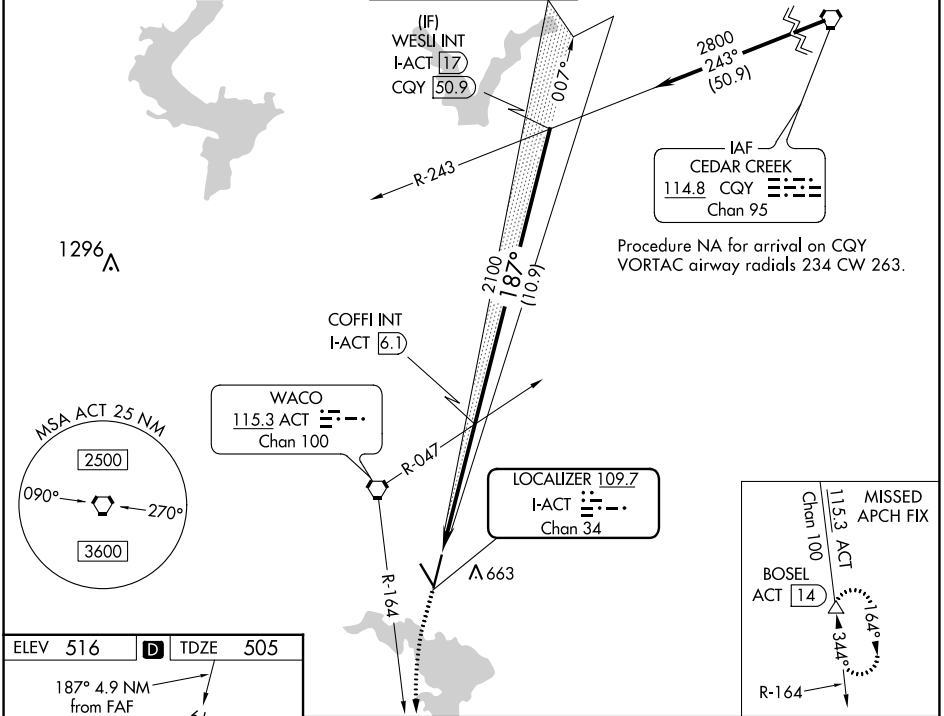 (IF)
WESLI INT
I-ACT 17
CQY 50.9
007°
2800
243°
(50.9)
R-243
IAF
CEDAR CREEK
114.8 CQY
Chan 95
Procedure NA for arrival on CQY
VORTAC airway radials 234 CW 263.
1296
2100
187°
(10.9)
COFFI INT
I-ACT 6.1
WACO
115.3 ACT
Chan 100
R-047
MSA ACT 25 NM
2500
090°
270°
3600
LOCALIZER 109.7
I-ACT
Chan 34
663
R-164
MISSED
APCH FIX
115.3 ACT
Chan 100
BOSEL
ACT 14
164°
344°
R-164
ELEV 516 D TDZE 505
187° 4.9 NM
from FAF